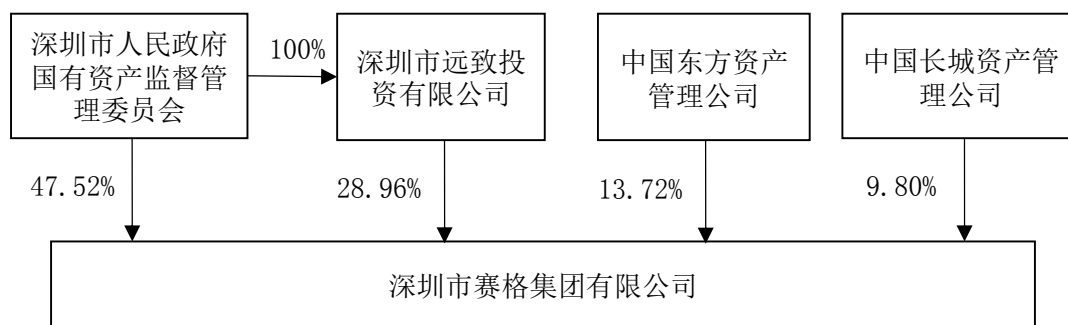 深圳市人民政府
国有资产监督管
理委员会
100%
深圳市远致投
资有限公司
中国东方资产
管理公司
中国长城资产管
理公司
47.52%
28.96%
13.72%
9.80%
深圳市赛格集团有限公司